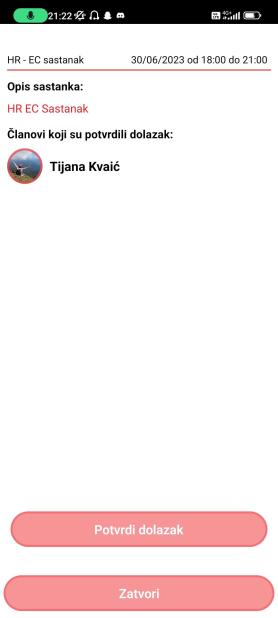 21:22
4G+
HR - EC sastanak 30/06/2023 od 18:00 do 21:00
Opis sastanka:
HR EC Sastanak
Članovi koji su potvrdili dolazak:
Tijana Kvaić
Potvrdi dolazak
Zatvori